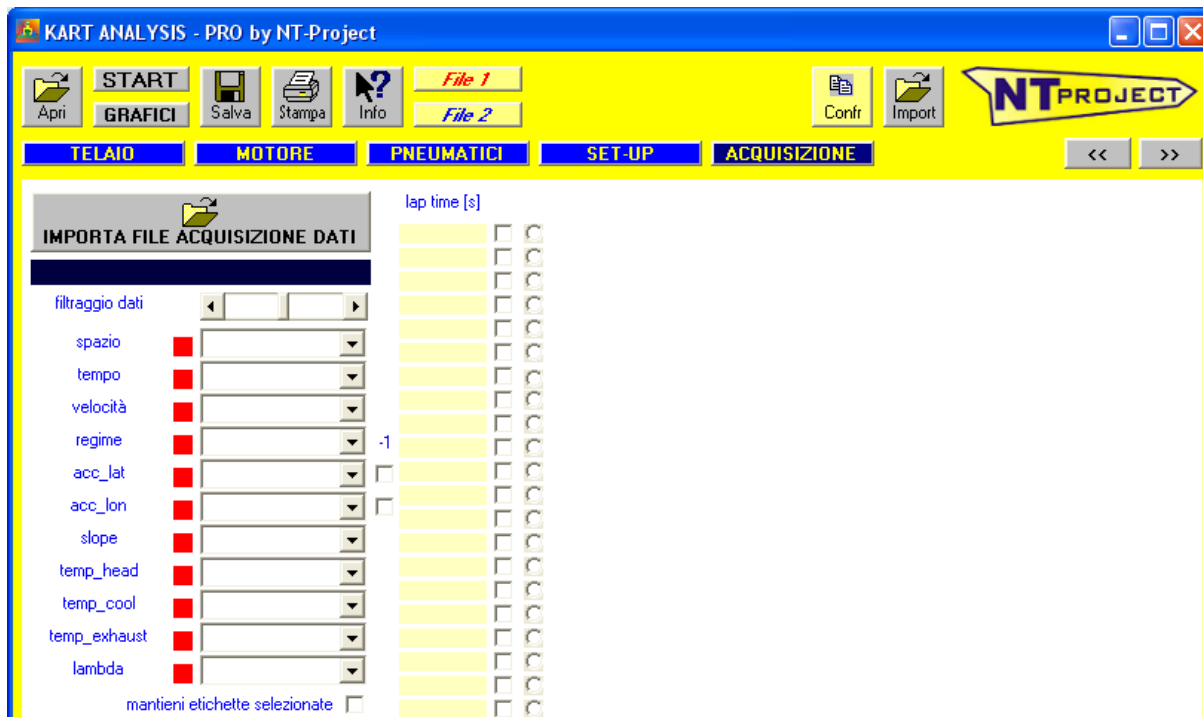 KART ANALYSIS - PRO by NT-Project
Apri START GRAFICI Salva Stampa Info File 1 File 2 Confr Import NT PROJECT
TELAIO MOTORE PNEUMATICI SET-UP ACQUISIZIONE << >>
lap time [s]
IMPORTA FILE ACQUISIZIONE DATI
filtraggio dati
spazio
tempo
velocità
regime -1
acc_lat
acc_lon
slope
temp_head
temp_cool
temp_exhaust
lambda
mantieni etichette selezionate